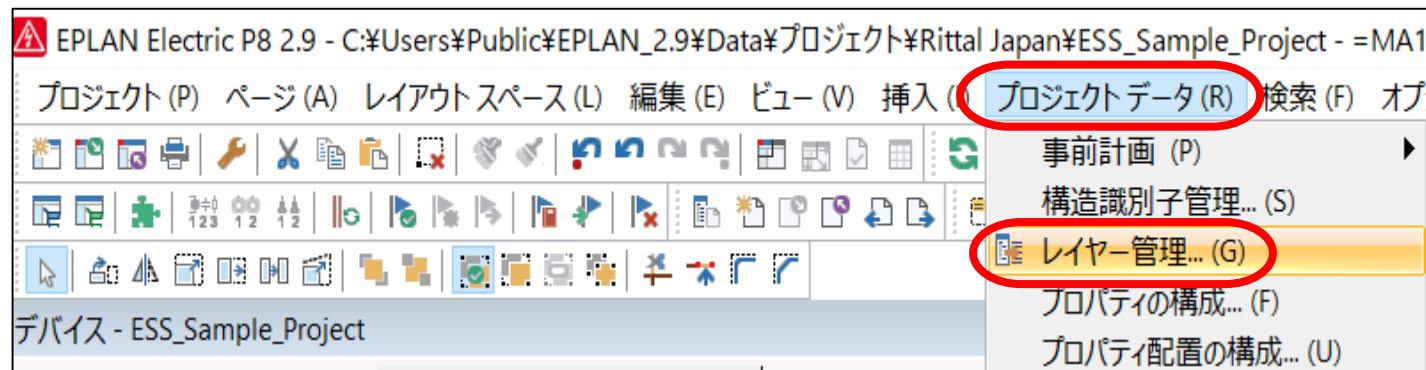 EPLAN Electric P8 2.9 - C:¥Users¥Public¥EPLAN_2.9¥Data¥プロジェクト¥Rittal Japan¥ESS_Sample_Project - =MA1
プロジェクト (P) ページ (A) レイアウト スペース (L) 編集 (E) ビュー (V) 挿入 (I) プロジェクト データ (R) 検索 (F) オプ
事前計画 (P)
構造識別子管理... (S)
レイヤー管理... (G)
プロパティの構成... (F)
プロパティ配置の構成... (U)
デバイス - ESS_Sample_Project